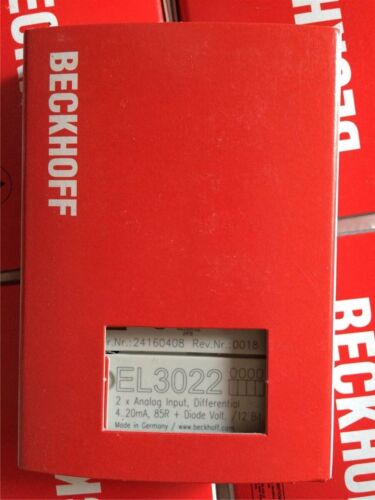 BECKHOFF
r.Nr.: 24160408 Rev.Nr.: 0018
EL3022 0000
2 x Analog Input, Differential
4..20mA, 85R + Diode Volt. /12 Bit
Made in Germany / www.beckhoff.com
BECKHOFF